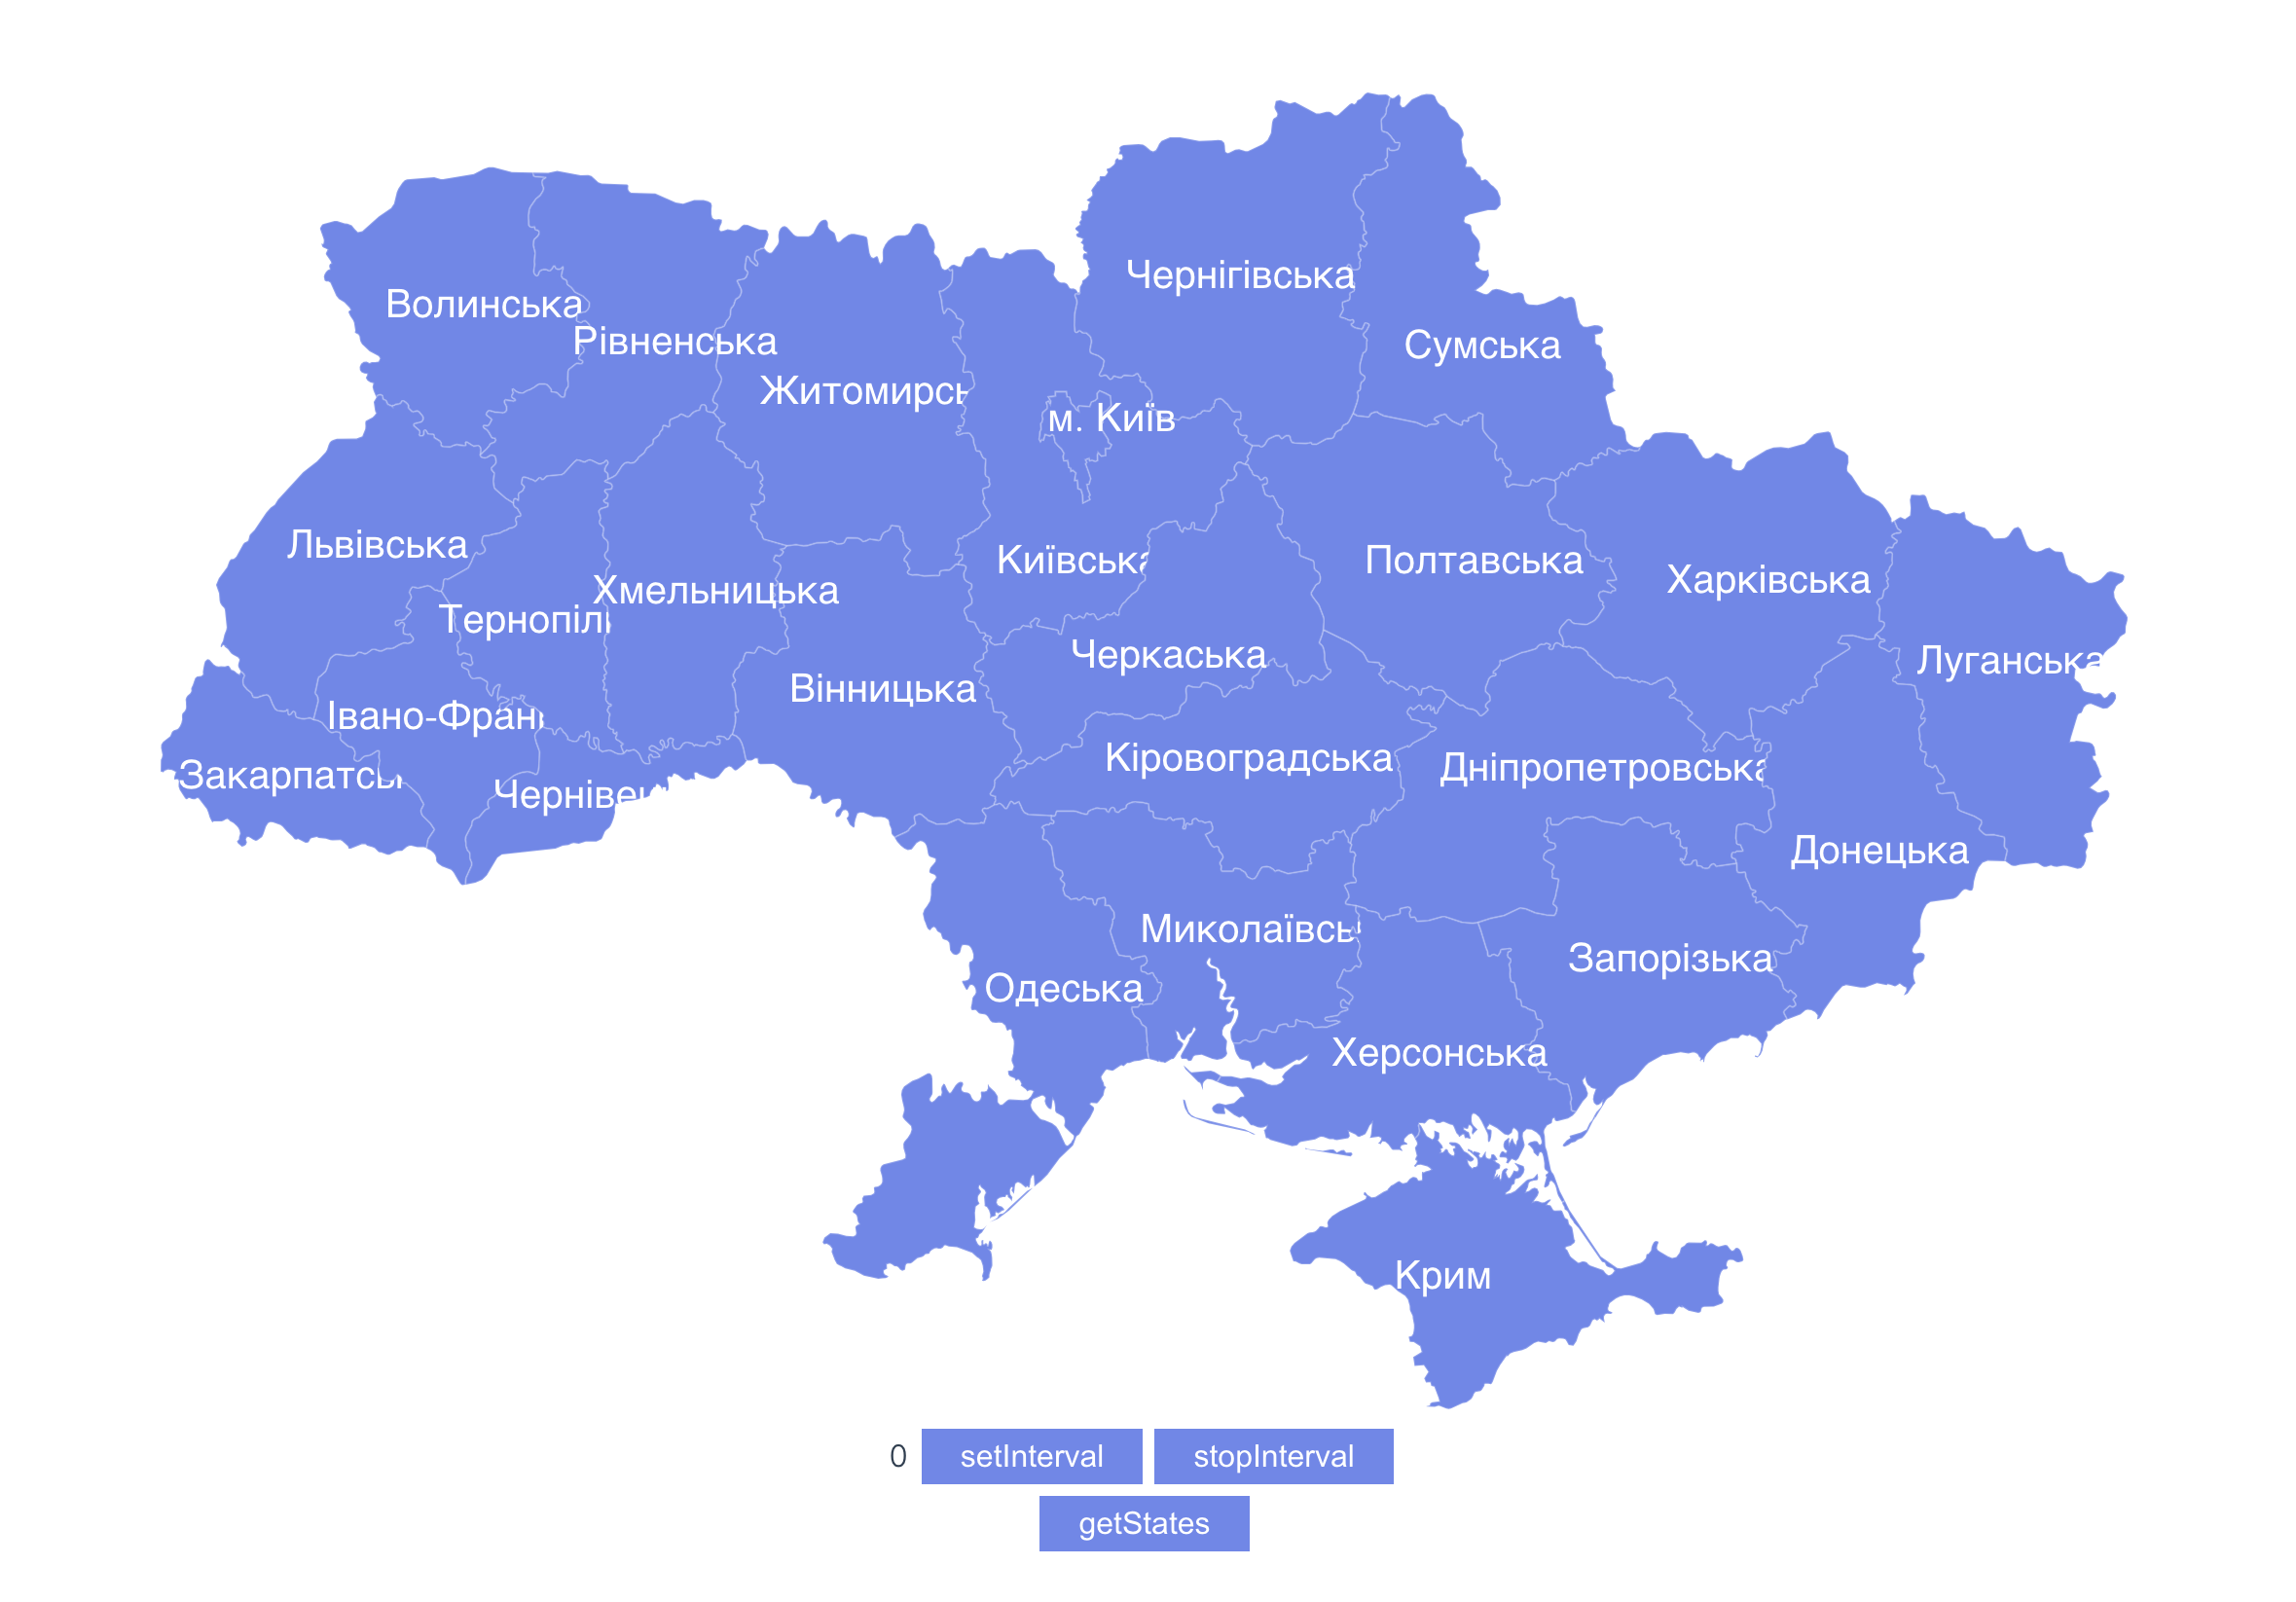 Чернігівська
Волинська
Рівненська
Сумська
Житомирсь
м. Київ
Львівська
Київська
Полтавська
Харківська
Хмельницька
Тернопіл
Черкаська
Луганська
Вінницька
Івано-Фран
Кіровоградська
Дніпропетровська
Закарпатсь
Чернівец
Донецька
Миколаївсь
Запорізька
Одеська
Херсонська
Крим
0 setInterval stopInterval
getStates